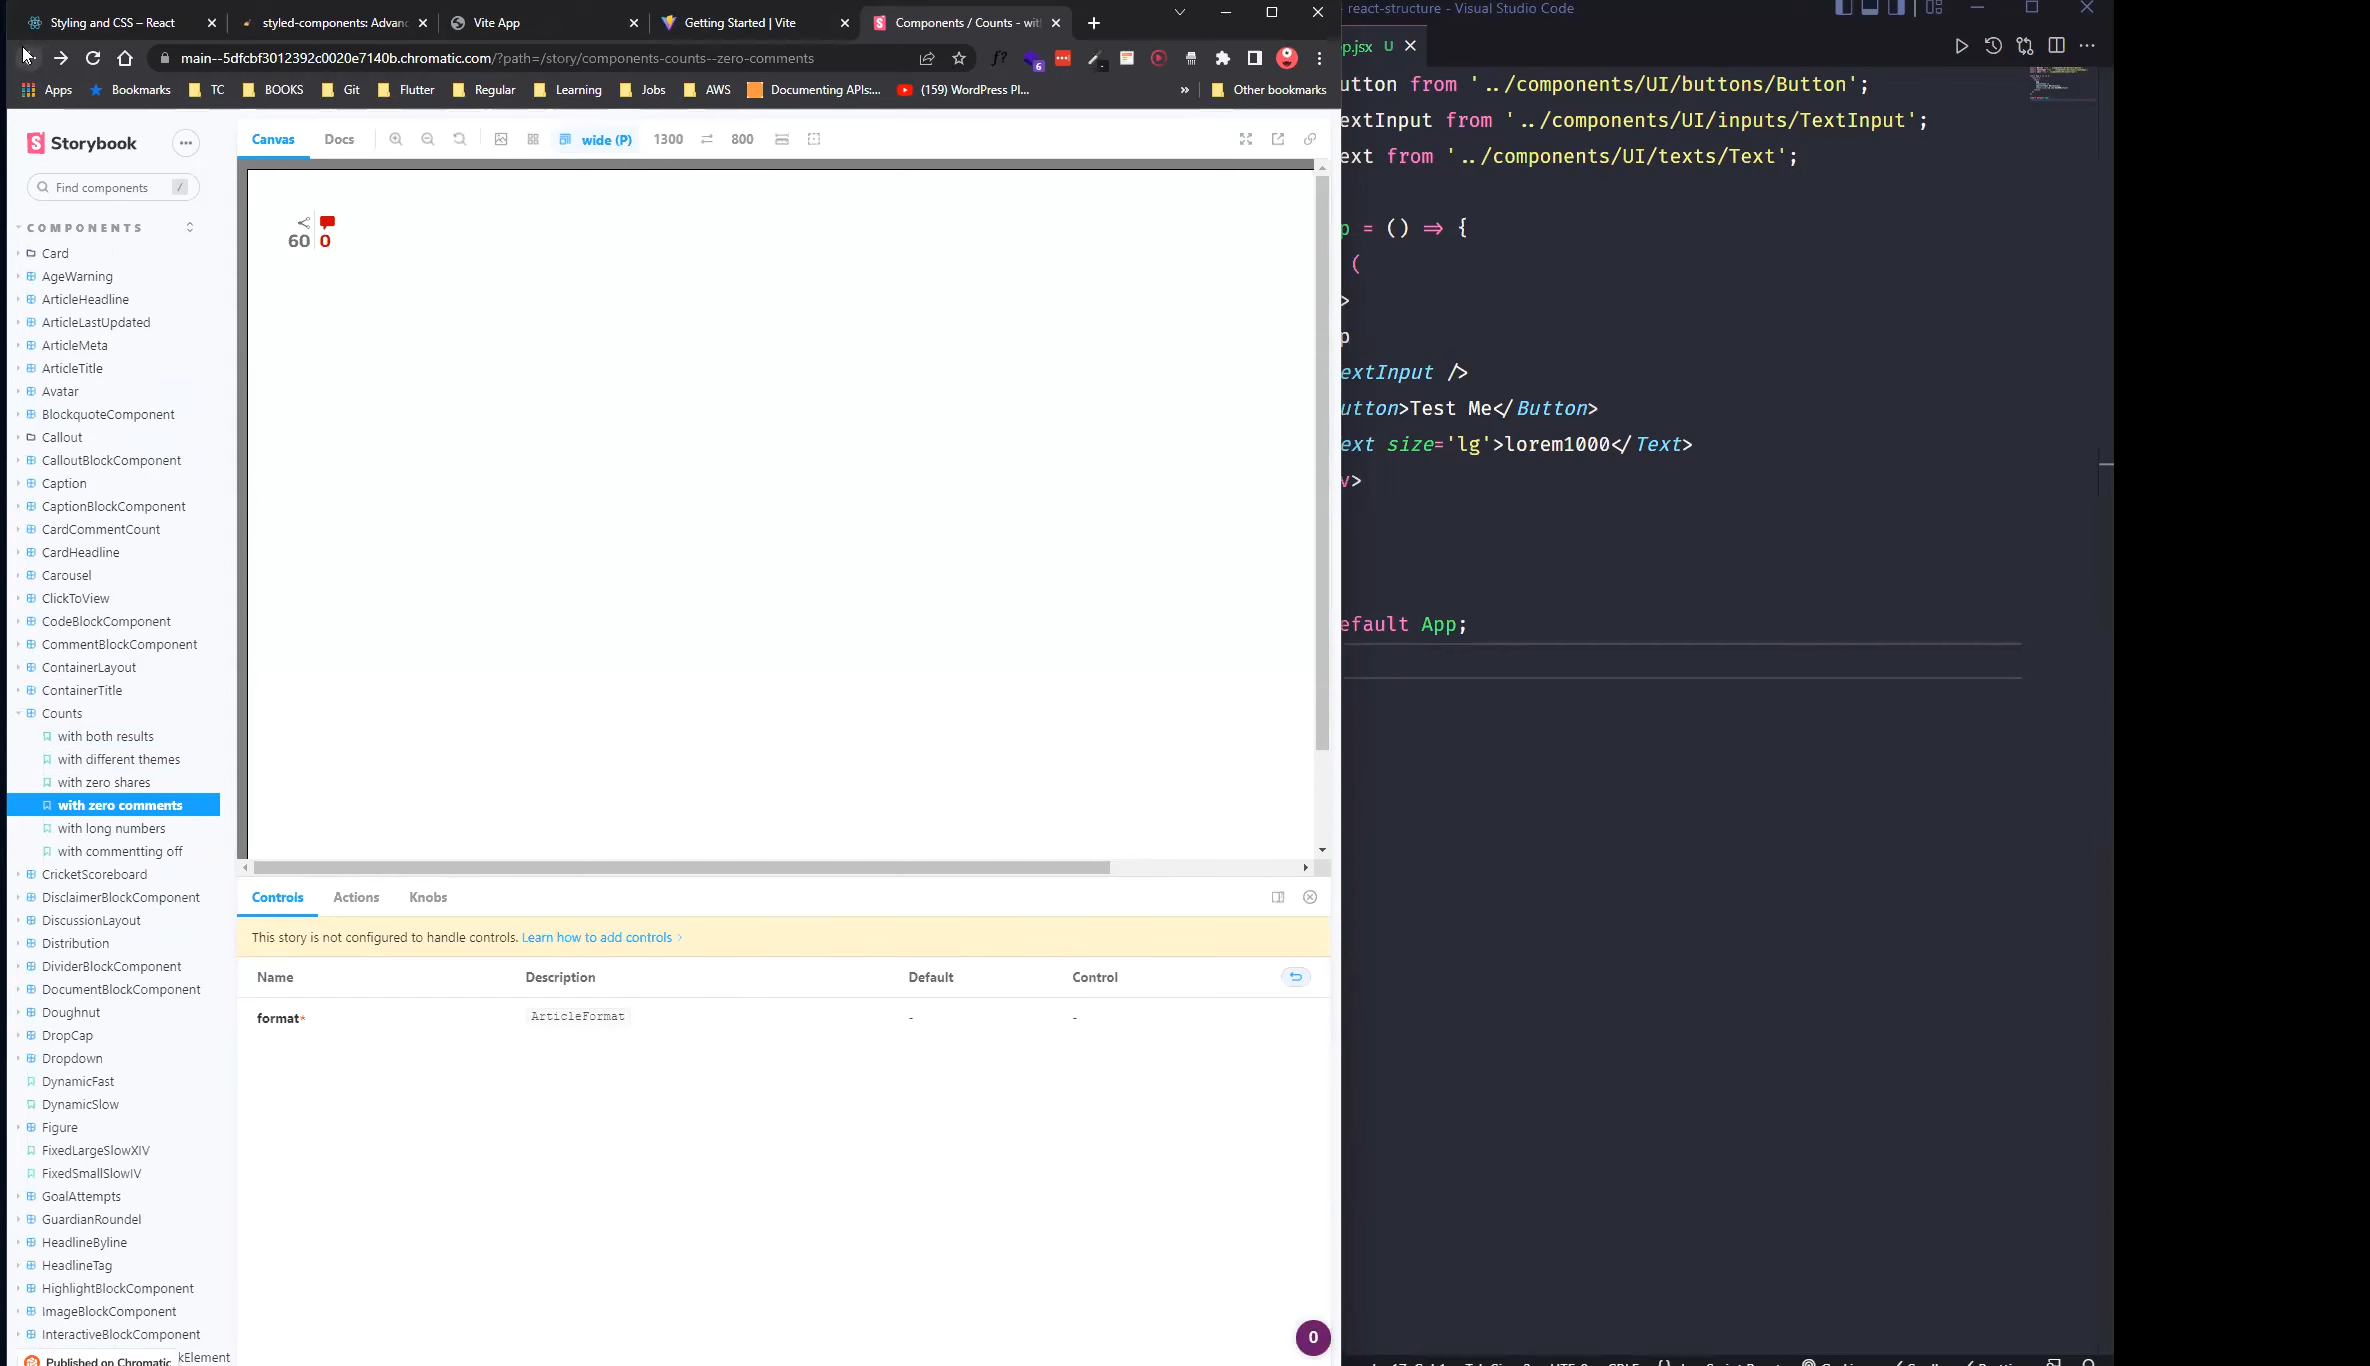 Styling and CSS – React
styled-components: Advanc
Vite App
Getting Started | Vite
Components / Counts - wit
main--5dfcbf3012392c0020e7140b.chromatic.com/?path=/story/components-counts--zero-comments
f?
6
Apps
Bookmarks
TC
BOOKS
Git
Flutter
Regular
Learning
Jobs
AWS
Documenting APIs:...
(159) WordPress Pl...
»
Other bookmarks
Storybook
Find components
/
COMPONENTS
Card
AgeWarning
ArticleHeadline
ArticleLastUpdated
ArticleMeta
ArticleTitle
Avatar
BlockquoteComponent
Callout
CalloutBlockComponent
Caption
CaptionBlockComponent
CardCommentCount
CardHeadline
Carousel
ClickToView
CodeBlockComponent
CommentBlockComponent
ContainerLayout
ContainerTitle
Counts
with both results
with different themes
with zero shares
with zero comments
with long numbers
with commentting off
CricketScoreboard
DisclaimerBlockComponent
DiscussionLayout
Distribution
DividerBlockComponent
DocumentBlockComponent
Doughnut
DropCap
Dropdown
DynamicFast
DynamicSlow
Figure
FixedLargeSlowXIV
FixedSmallSlowIV
GoalAttempts
GuardianRoundel
HeadlineByline
HeadlineTag
HighlightBlockComponent
ImageBlockComponent
InteractiveBlockComponent
kElement
Published on Chromatic
Canvas
Docs
wide (P)
1300
800
60 0
Controls
Actions
Knobs
This story is not configured to handle controls. Learn how to add controls
Name Description Default Control
format* ArticleFormat - -
0
react-structure - Visual Studio Code
p.jsx U
utton from '../components/UI/buttons/Button';
extInput from '../components/UI/inputs/TextInput';
ext from '../components/UI/texts/Text';
p = () => {
(
>
p
extInput />
utton>Test Me</Button>
ext size='lg'>lorem1000</Text>
v>
efault App;